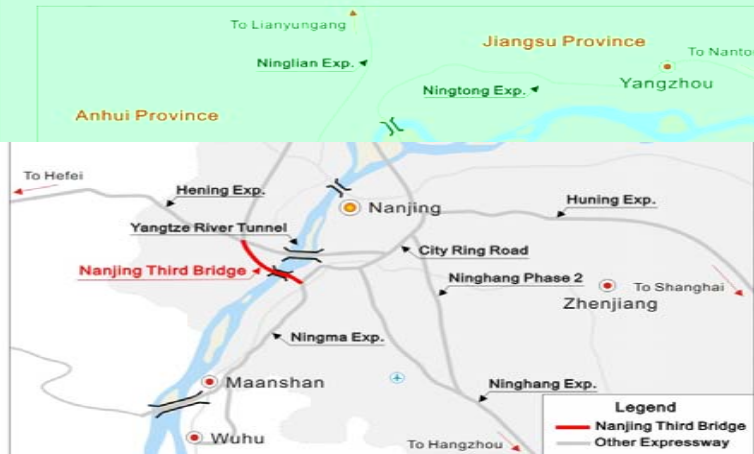 To Lianyungang
Jiangsu Province
Ninglian Exp.
To Nanto
Yangzhou
Ningtong Exp.
Anhui Province
To Hefei
Hening Exp.
Nanjing
Huning Exp.
Yangtze River Tunnel
City Ring Road
Nanjing Third Bridge
Ninghang Phase 2
To Shanghai
Zhenjiang
Ningma Exp.
Maanshan
Ninghang Exp.
Wuhu
To Hangzhou
Legend
Nanjing Third Bridge
Other Expressway